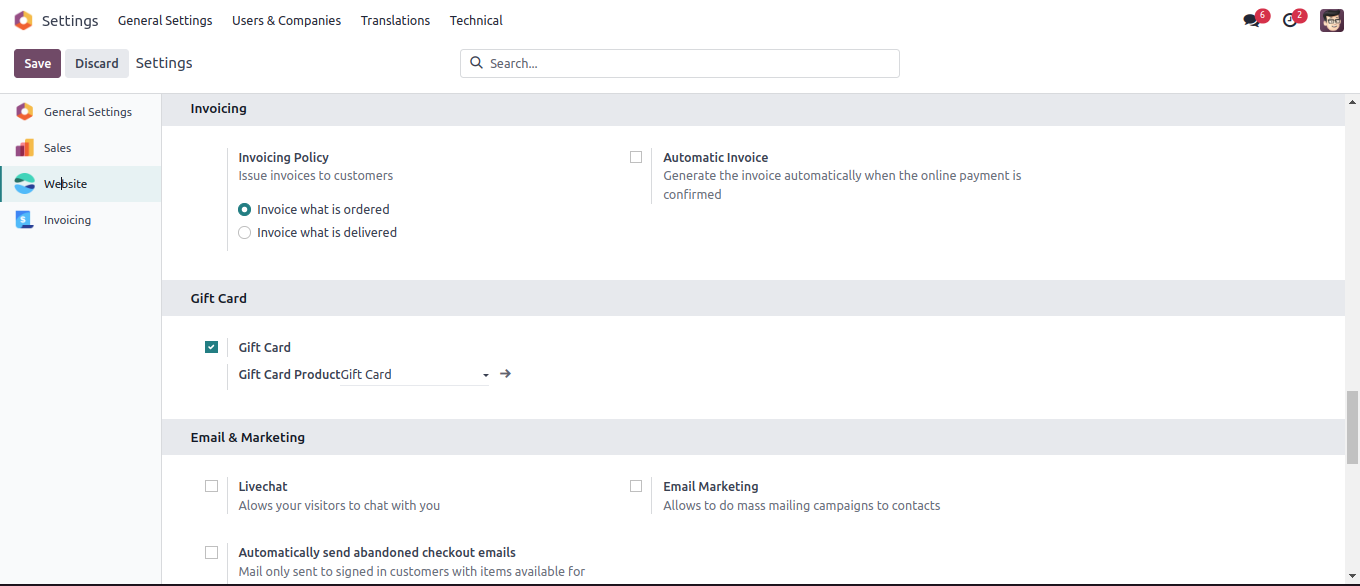 Settings General Settings Users & Companies Translations Technical 6 2
Save Discard Settings Search...
General Settings
Sales
Website
Invoicing
Invoicing
Invoicing Policy
Issue invoices to customers
Invoice what is ordered
Invoice what is delivered
Automatic Invoice
Generate the invoice automatically when the online payment is
confirmed
Gift Card
Gift Card
Gift Card Product Gift Card
Email & Marketing
Livechat
Alows your visitors to chat with you
Email Marketing
Allows to do mass mailing campaigns to contacts
Automatically send abandoned checkout emails
Mail only sent to signed in customers with items available for